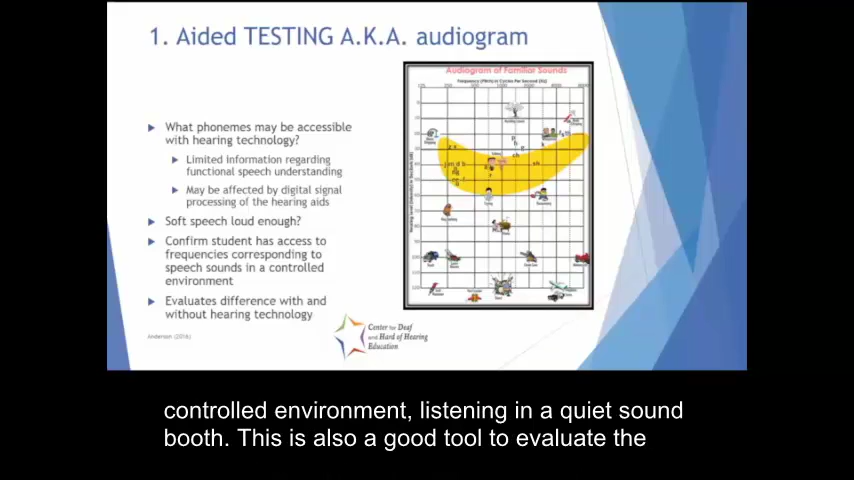 1. Aided TESTING A.K.A. audiogram
What phonemes may be accessible
with hearing technology?
Limited information regarding
functional speech understanding
May be affected by digital signal
processing of the hearing aids
Soft speech loud enough?
Confirm student has access to
frequencies corresponding to
speech sounds in a controlled
environment
Evaluates difference with and
without hearing technology
Anderson (2016)
Audiogram of Familiar Sounds
Center for Deaf
and Hard of Hearing
Education
controlled environment, listening in a quiet sound
booth. This is also a good tool to evaluate the